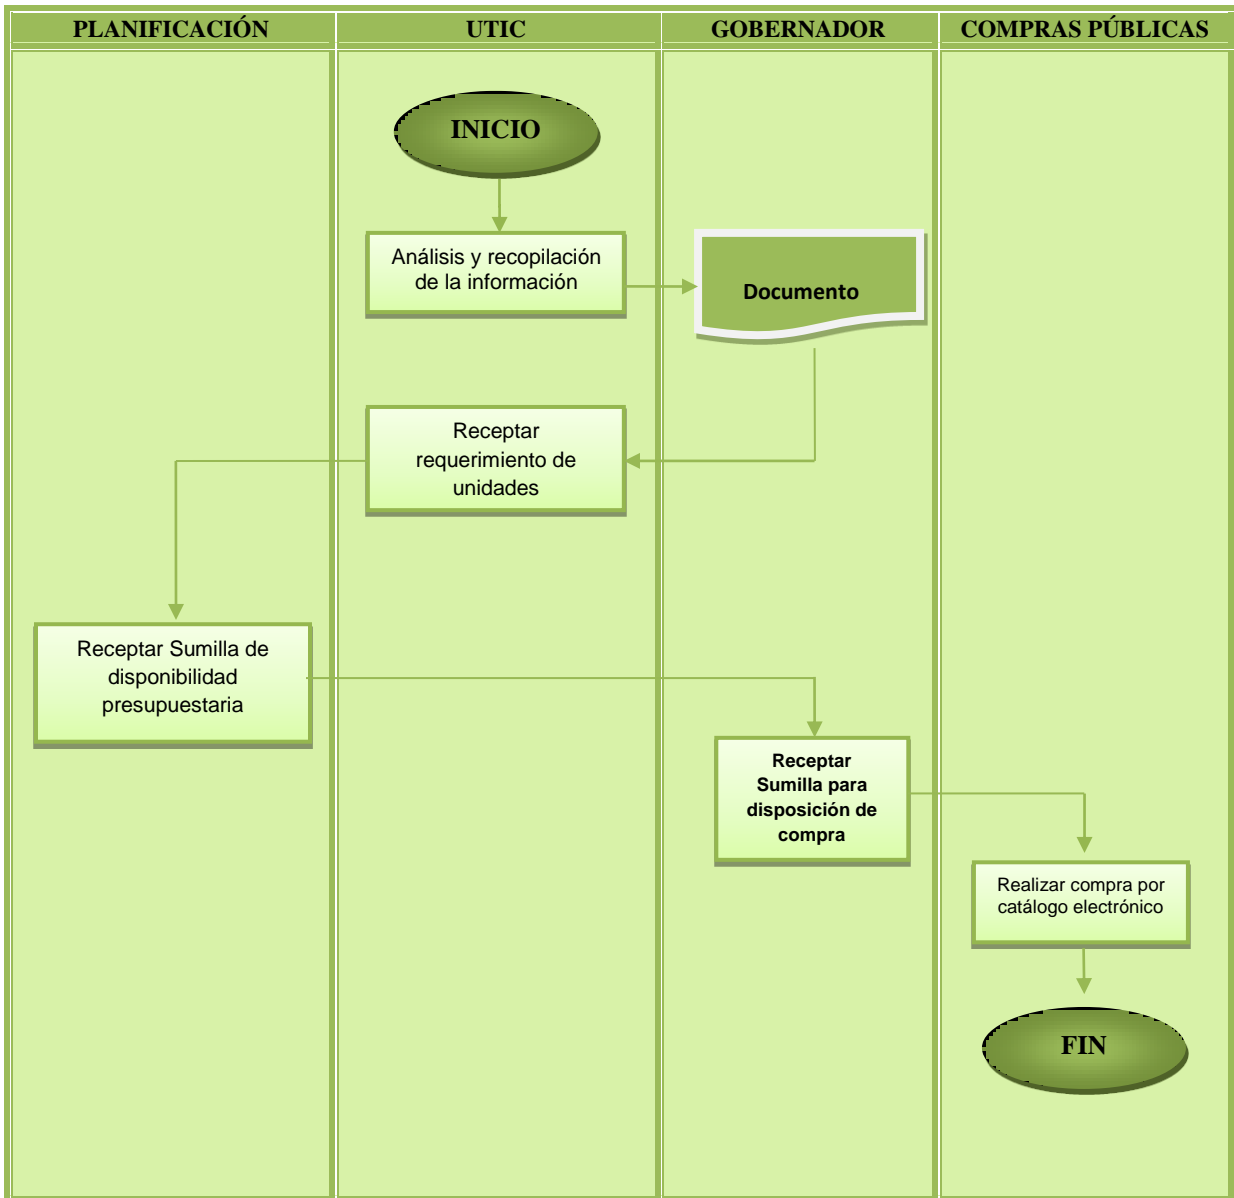 PLANIFICACIÓN
UTIC
GOBERNADOR
COMPRAS PÚBLICAS
INICIO
Análisis y recopilación
de la información
Documento
Receptar
requerimiento de
unidades
Receptar Sumilla de
disponibilidad
presupuestaria
Receptar
Sumilla para
disposición de
compra
Realizar compra por
catálogo electrónico
FIN